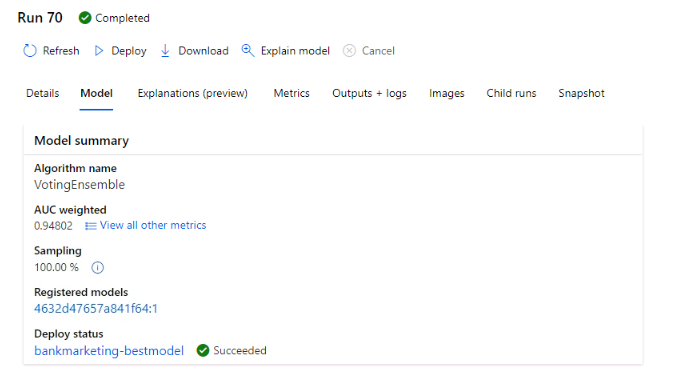 Run 70 Completed
Refresh Deploy Download Explain model Cancel
Details Model Explanations (preview) Metrics Outputs + logs Images Child runs Snapshot
Model summary
Algorithm name
VotingEnsemble
AUC weighted
0.94802 View all other metrics
Sampling
100.00 %
Registered models
4632d47657a841f64:1
Deploy status
bankmarketing-bestmodel Succeeded